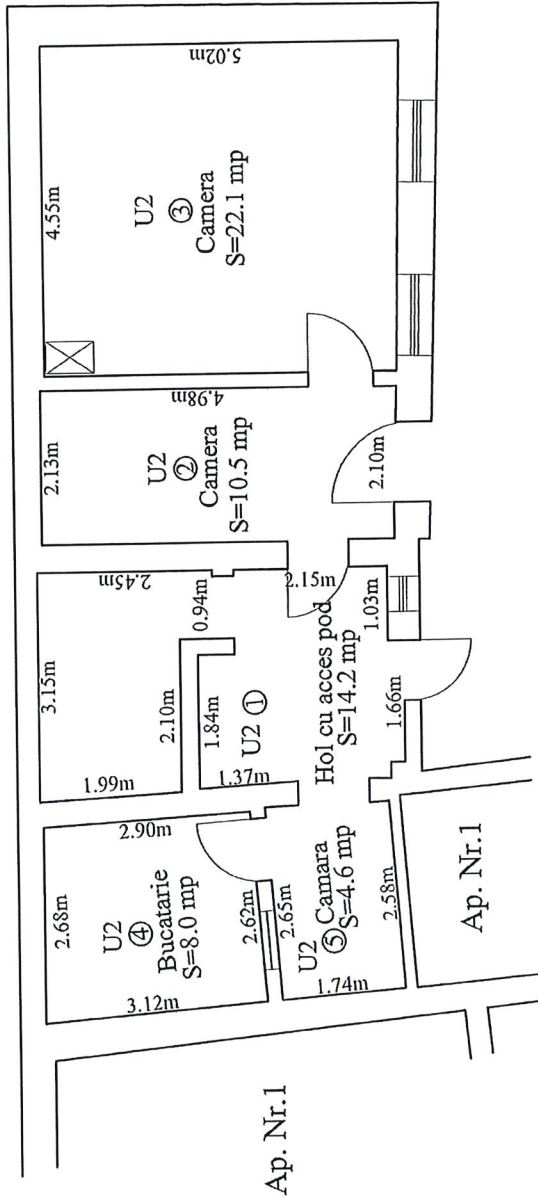 4.55m
5.02m
U2
③
Camera
S=22.1 mp
2.13m
4.98m
U2
②
Camera
S=10.5 mp
2.10m
3.15m
2.45m
0.94m
2.10m
1.99m
1.84m
1.37m
U2 ①
Hol cu acces pod
S=14.2 mp
2.15m
1.03m
1.66m
2.68m
2.90m
U2
④
Bucatarie
S=8.0 mp
3.12m
2.62m
2.65m
U2
⑤ Camara
S=4.6 mp
1.74m
2.58m
Ap. Nr.1
Ap. Nr.1